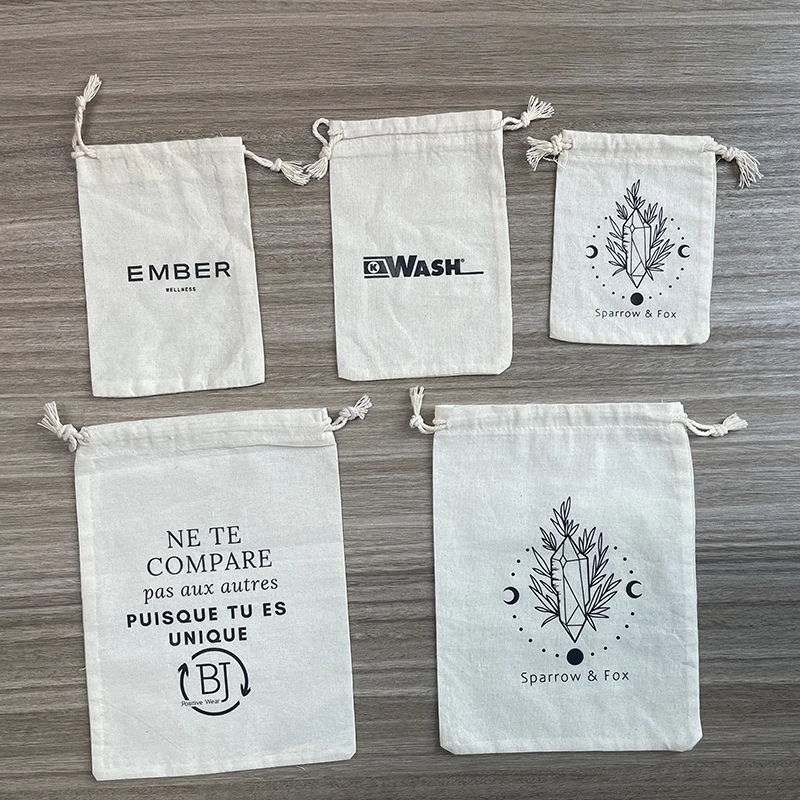 EMBER
WELLNESS
K WASH
Sparrow & Fox
NE TE
COMPARE
pas aux autres
PUISQUE TU ES
UNIQUE
BJ
Positive Wear
Sparrow & Fox